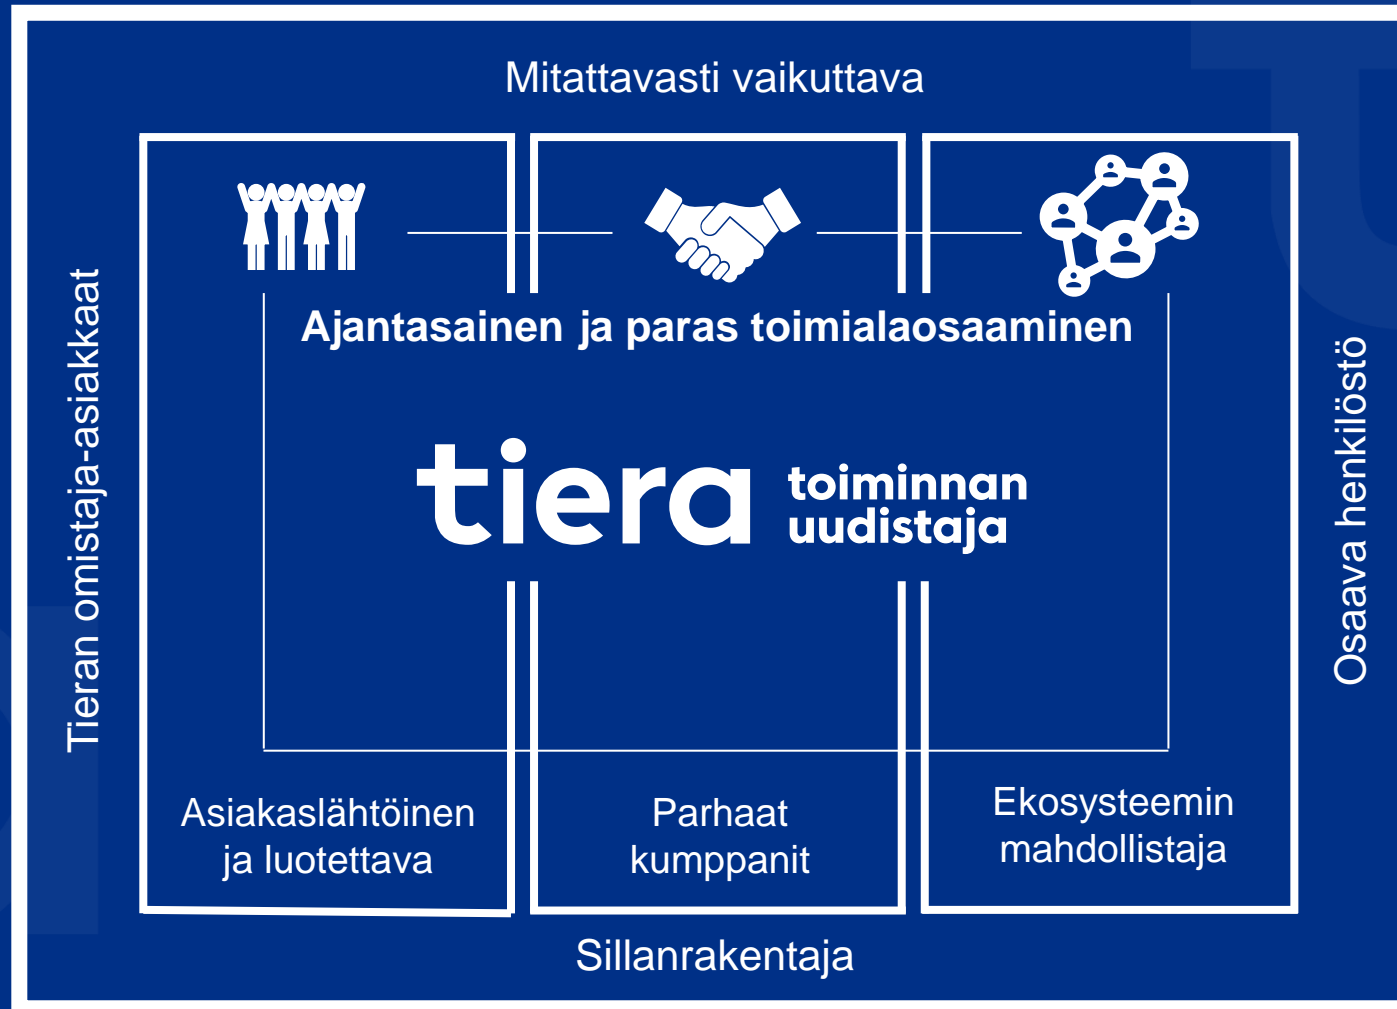 Mitattavasti vaikuttava
Tieran omistaja-asiakkaat
Ajantasainen ja paras toimialaosaaminen
tiera
toiminnan
uudistaja
Osaava henkilöstö
Asiakaslähtöinen
ja luotettava
Parhaat
kumppanit
Ekosysteemin
mahdollistaja
Sillanrakentaja